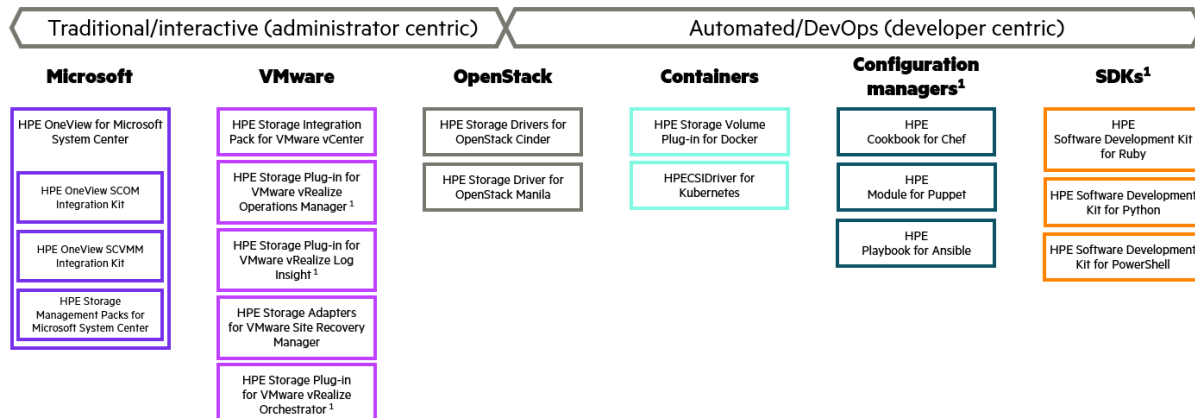 Traditional/interactive (administrator centric)
Automated/DevOps (developer centric)
Microsoft
HPE OneView for Microsoft
System Center
HPE OneView SCOM
Integration Kit
HPE OneView SCVMM
Integration Kit
HPE Storage
Management Packs for
Microsoft System Center
VMware
HPE Storage Integration
Pack for VMware vCenter
HPE Storage Plug-in for
VMware vRealize
Operations Manager ¹
HPE Storage Plug-in for
VMware vRealize Log
Insight ¹
HPE Storage Adapters
for VMware Site Recovery
Manager
HPE Storage Plug-in
for VMware vRealize
Orchestrator ¹
OpenStack
HPE Storage Drivers for
OpenStack Cinder
HPE Storage Driver for
OpenStack Manila
Containers
HPE Storage Volume
Plug-in for Docker
HPECSIDriver for
Kubernetes
Configuration
managers¹
HPE
Cookbook for Chef
HPE
Module for Puppet
HPE
Playbook for Ansible
SDKs¹
HPE
Software Development Kit
for Ruby
HPE Software Development
Kit for Python
HPE Software Development
Kit for PowerShell